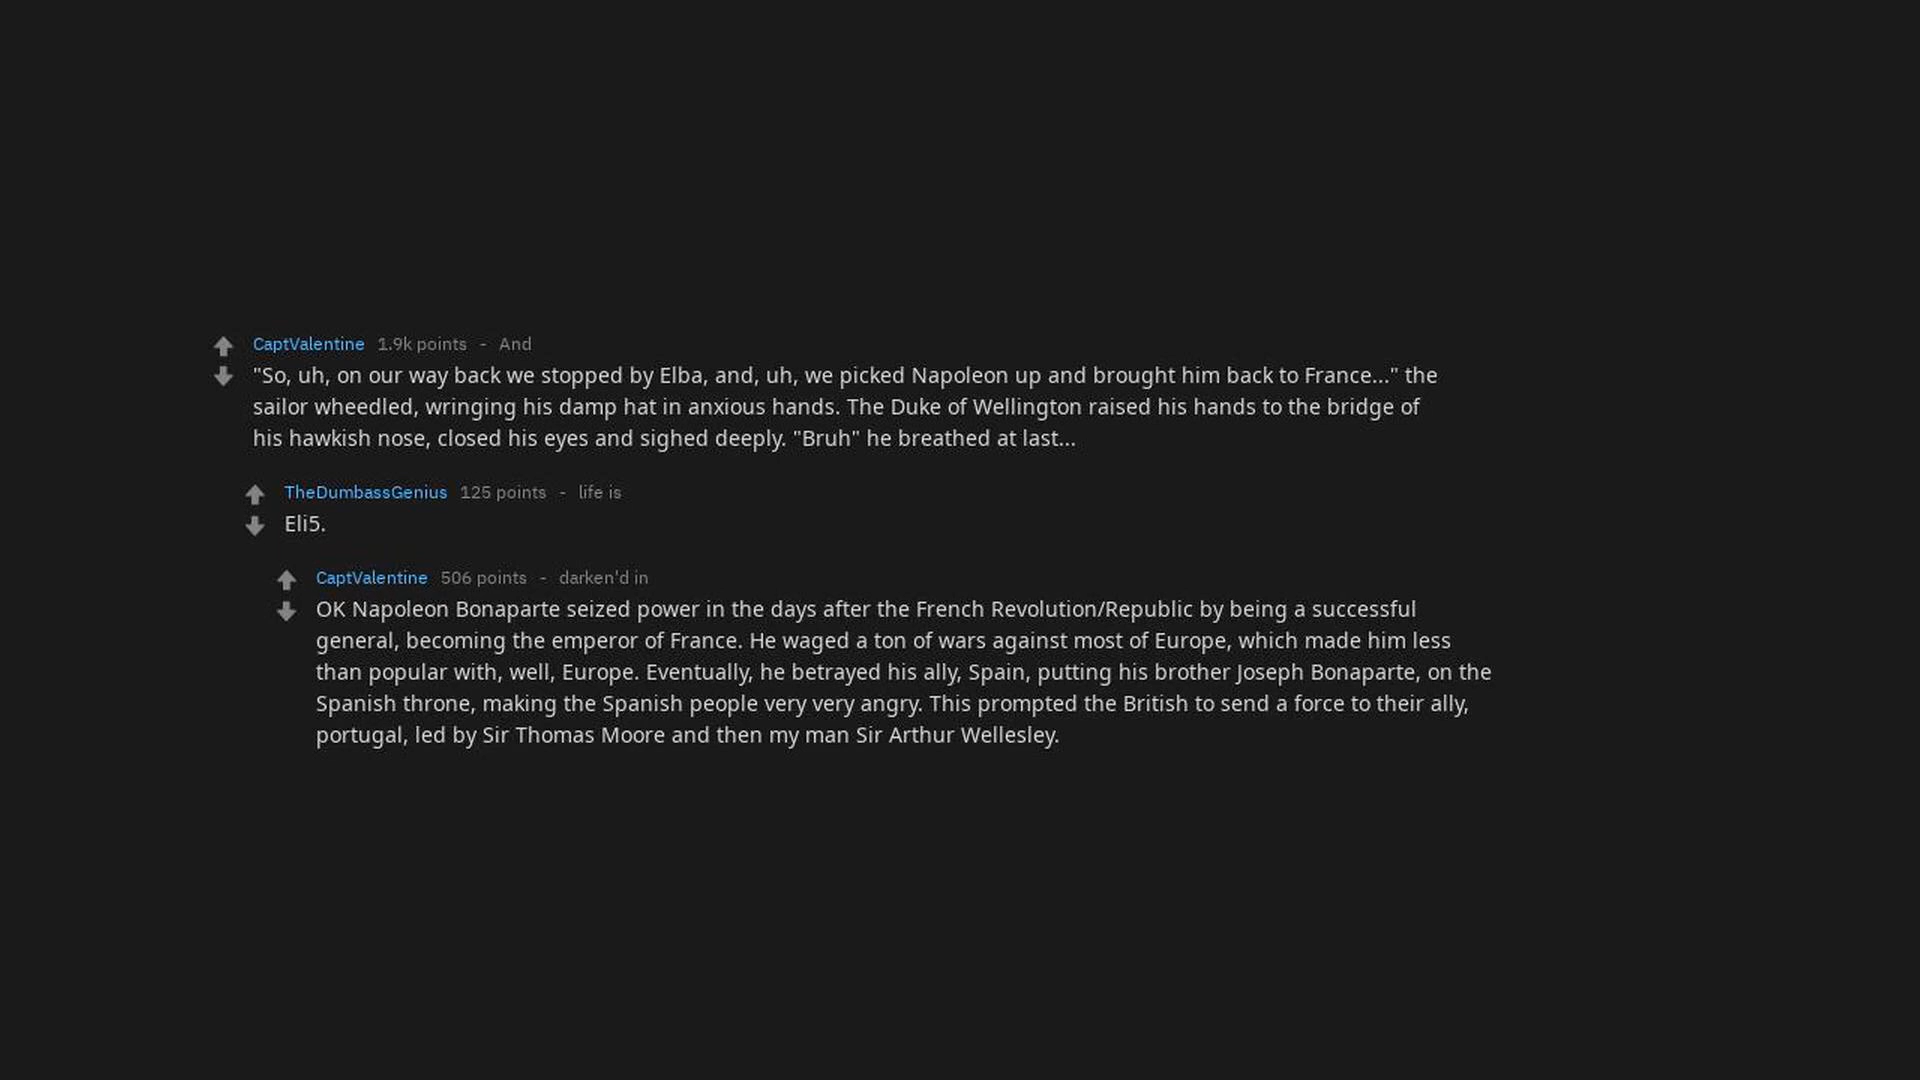 CaptValentine 1.9k points - And
"So, uh, on our way back we stopped by Elba, and, uh, we picked Napoleon up and brought him back to France..." the
sailor wheedled, wringing his damp hat in anxious hands. The Duke of Wellington raised his hands to the bridge of
his hawkish nose, closed his eyes and sighed deeply. "Bruh" he breathed at last...
TheDumbassGenius 125 points - life is
Eli5.
CaptValentine 506 points - darken'd in
OK Napoleon Bonaparte seized power in the days after the French Revolution/Republic by being a successful
general, becoming the emperor of France. He waged a ton of wars against most of Europe, which made him less
than popular with, well, Europe. Eventually, he betrayed his ally, Spain, putting his brother Joseph Bonaparte, on the
Spanish throne, making the Spanish people very very angry. This prompted the British to send a force to their ally,
portugal, led by Sir Thomas Moore and then my man Sir Arthur Wellesley.